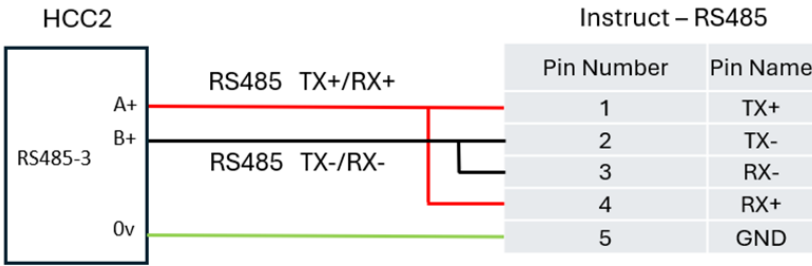 HCC2
Instruct – RS485
RS485 TX+/RX+
Pin Number Pin Name
A+
1 TX+
B+
2 TX-
RS485-3
RS485 TX-/RX-
3 RX-
4 RX+
0v
5 GND